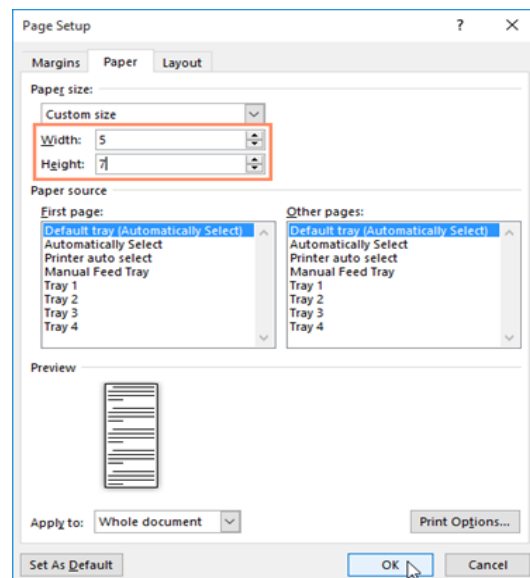 Page Setup ? ×
Margins Paper Layout
Paper size:
Custom size
Width: 5
Height: 7
Paper source
First page: Other pages:
Default tray (Automatically Select) Default tray (Automatically Select)
Automatically Select Automatically Select
Printer auto select Printer auto select
Manual Feed Tray Manual Feed Tray
Tray 1 Tray 1
Tray 2 Tray 2
Tray 3 Tray 3
Tray 4 Tray 4
Preview
Apply to: Whole document Print Options...
Set As Default OK Cancel